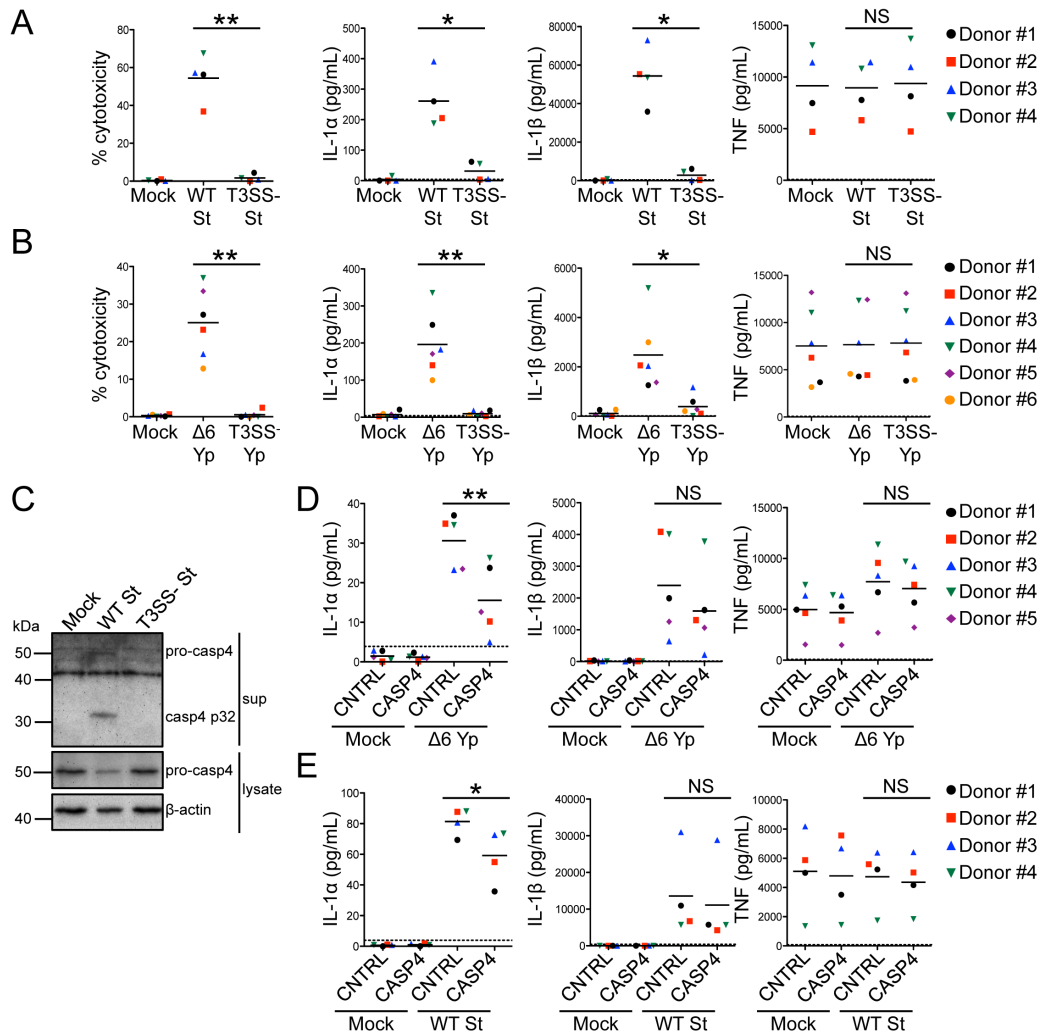 A
% cytotoxicity
80
60
40
20
0
**
Mock
WT
St
T3SS-
St
IL-1α (pg/mL)
500
400
300
200
100
0
*
Mock
WT
St
T3SS-
St
IL-1β (pg/mL)
80000
60000
40000
20000
0
*
Mock
WT
St
T3SS-
St
TNF (pg/mL)
15000
10000
5000
0
NS
Mock
WT
St
T3SS-
St
Donor #1
Donor #2
Donor #3
Donor #4
B
% cytotoxicity
40
30
20
10
0
**
Mock
Δ6
Yp
T3SS-
Yp
IL-1α (pg/mL)
400
300
200
100
0
**
Mock
Δ6
Yp
T3SS-
Yp
IL-1β (pg/mL)
6000
4000
2000
0
*
Mock
Δ6
Yp
T3SS-
Yp
TNF (pg/mL)
15000
10000
5000
0
NS
Mock
Δ6
Yp
T3SS-
Yp
Donor #1
Donor #2
Donor #3
Donor #4
Donor #5
Donor #6
C
Mock
WT St
T3SS- St
kDa
50
40
30
pro-casp4
casp4 p32
sup
50
pro-casp4
40
β-actin
lysate
D
IL-1α (pg/mL)
40
30
20
10
0
**
CNTRL
CASP4
CNTRL
CASP4
Mock
Δ6 Yp
IL-1β (pg/mL)
5000
4000
3000
2000
1000
0
NS
CNTRL
CASP4
CNTRL
CASP4
Mock
Δ6 Yp
TNF (pg/mL)
15000
10000
5000
0
NS
CNTRL
CASP4
CNTRL
CASP4
Mock
Δ6 Yp
Donor #1
Donor #2
Donor #3
Donor #4
Donor #5
E
IL-1α (pg/mL)
100
80
60
40
20
0
*
CNTRL
CASP4
CNTRL
CASP4
Mock
WT St
IL-1β (pg/mL)
40000
30000
20000
10000
0
NS
CNTRL
CASP4
CNTRL
CASP4
Mock
WT St
TNF (pg/mL)
10000
8000
6000
4000
2000
0
NS
CNTRL
CASP4
CNTRL
CASP4
Mock
WT St
Donor #1
Donor #2
Donor #3
Donor #4